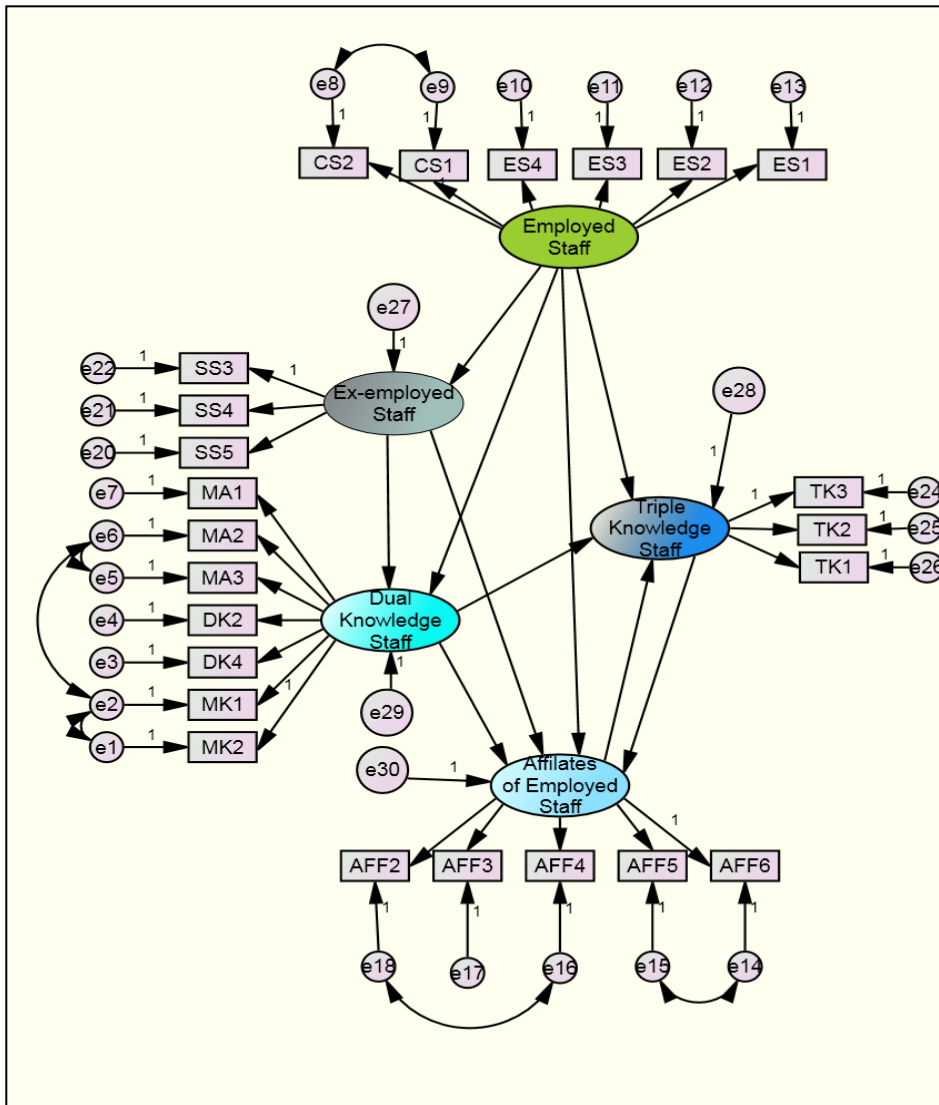 e8
e9
e10
e11
e12
e13
1
1
1
1
1
1
CS2
CS1
ES4
ES3
ES2
ES1
1
Employed
Staff
e27
1
e22
1
SS3
1
e21
1
SS4
e20
1
SS5
Ex-employed
Staff
e28
1
e7
1
MA1
e6
1
MA2
e5
1
MA3
e4
1
DK2
e3
1
DK4
e2
1
MK1
1
e1
1
MK2
Triple
Knowledge
Staff
1
TK3
1
e24
TK2
1
e25
TK1
1
e26
Dual
Knowledge
Staff
1
e29
e30
1
Affilates
of Employed
Staff
1
AFF2
AFF3
AFF4
AFF5
AFF6
1
1
1
1
1
e18
e17
e16
e15
e14